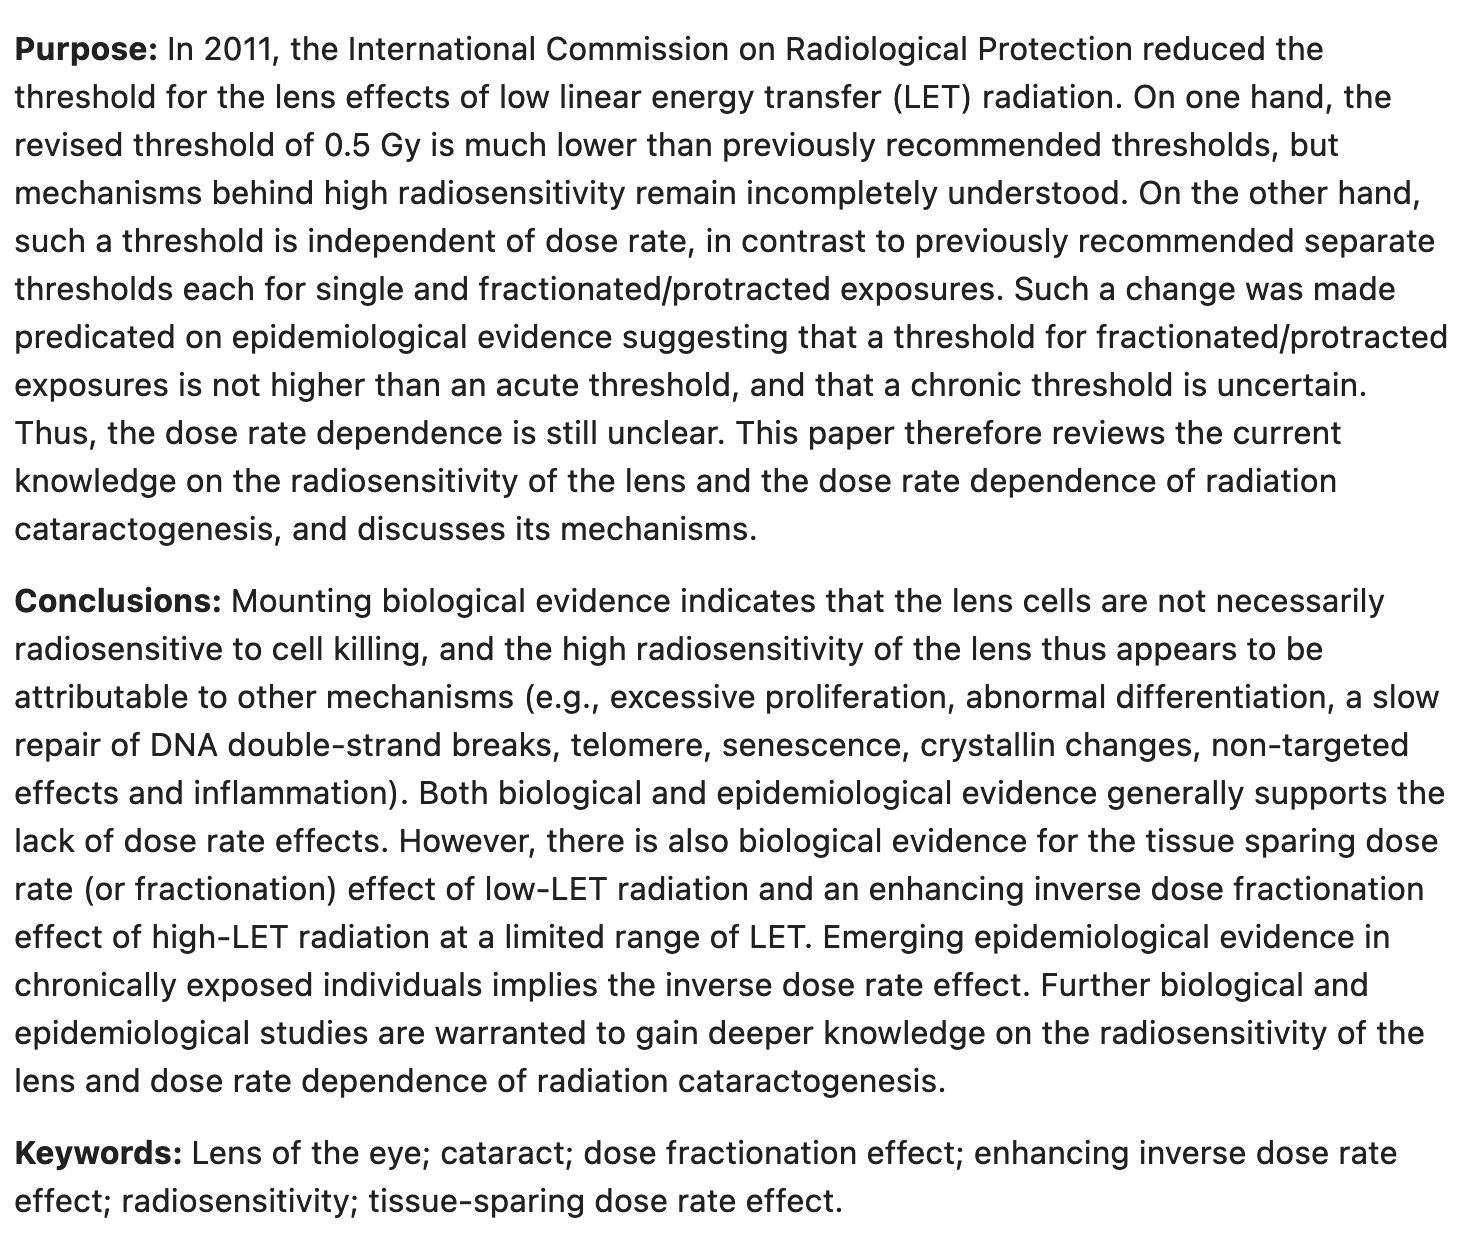 Purpose: In 2011, the International Commission on Radiological Protection reduced the
threshold for the lens effects of low linear energy transfer (LET) radiation. On one hand, the
revised threshold of 0.5 Gy is much lower than previously recommended thresholds, but
mechanisms behind high radiosensitivity remain incompletely understood. On the other hand,
such a threshold is independent of dose rate, in contrast to previously recommended separate
thresholds each for single and fractionated/protracted exposures. Such a change was made
predicated on epidemiological evidence suggesting that a threshold for fractionated/protracted
exposures is not higher than an acute threshold, and that a chronic threshold is uncertain.
Thus, the dose rate dependence is still unclear. This paper therefore reviews the current
knowledge on the radiosensitivity of the lens and the dose rate dependence of radiation
cataractogenesis, and discusses its mechanisms.
Conclusions: Mounting biological evidence indicates that the lens cells are not necessarily
radiosensitive to cell killing, and the high radiosensitivity of the lens thus appears to be
attributable to other mechanisms (e.g., excessive proliferation, abnormal differentiation, a slow
repair of DNA double-strand breaks, telomere, senescence, crystallin changes, non-targeted
effects and inflammation). Both biological and epidemiological evidence generally supports the
lack of dose rate effects. However, there is also biological evidence for the tissue sparing dose
rate (or fractionation) effect of low-LET radiation and an enhancing inverse dose fractionation
effect of high-LET radiation at a limited range of LET. Emerging epidemiological evidence in
chronically exposed individuals implies the inverse dose rate effect. Further biological and
epidemiological studies are warranted to gain deeper knowledge on the radiosensitivity of the
lens and dose rate dependence of radiation cataractogenesis.
Keywords: Lens of the eye; cataract; dose fractionation effect; enhancing inverse dose rate
effect; radiosensitivity; tissue-sparing dose rate effect.